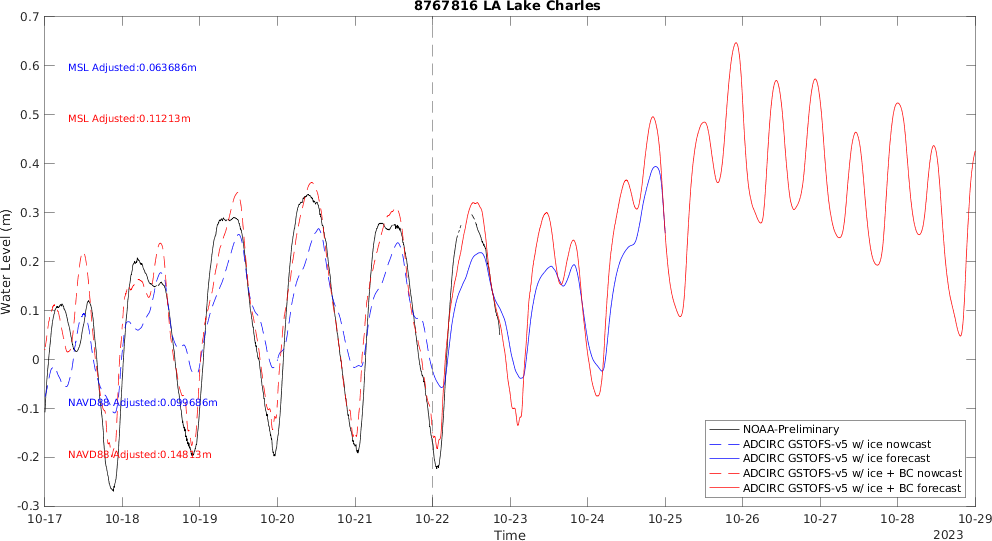 8767816 LA Lake Charles
0.7
0.6
0.5
0.4
0.3
0.2
0.1
0
-0.1
-0.2
-0.3
Water Level (m)
MSL Adjusted:0.063686m
MSL Adjusted:0.11213m
NAVD88 Adjusted:0.099686m
NAVD88 Adjusted:0.14813m
NOAA-Preliminary
ADCIRC GSTOFS-v5 w/ ice nowcast
ADCIRC GSTOFS-v5 w/ ice forecast
ADCIRC GSTOFS-v5 w/ ice + BC nowcast
ADCIRC GSTOFS-v5 w/ ice + BC forecast
10-17 10-18 10-19 10-20 10-21 10-22 10-23 10-24 10-25 10-26 10-27 10-28 10-29
Time
2023